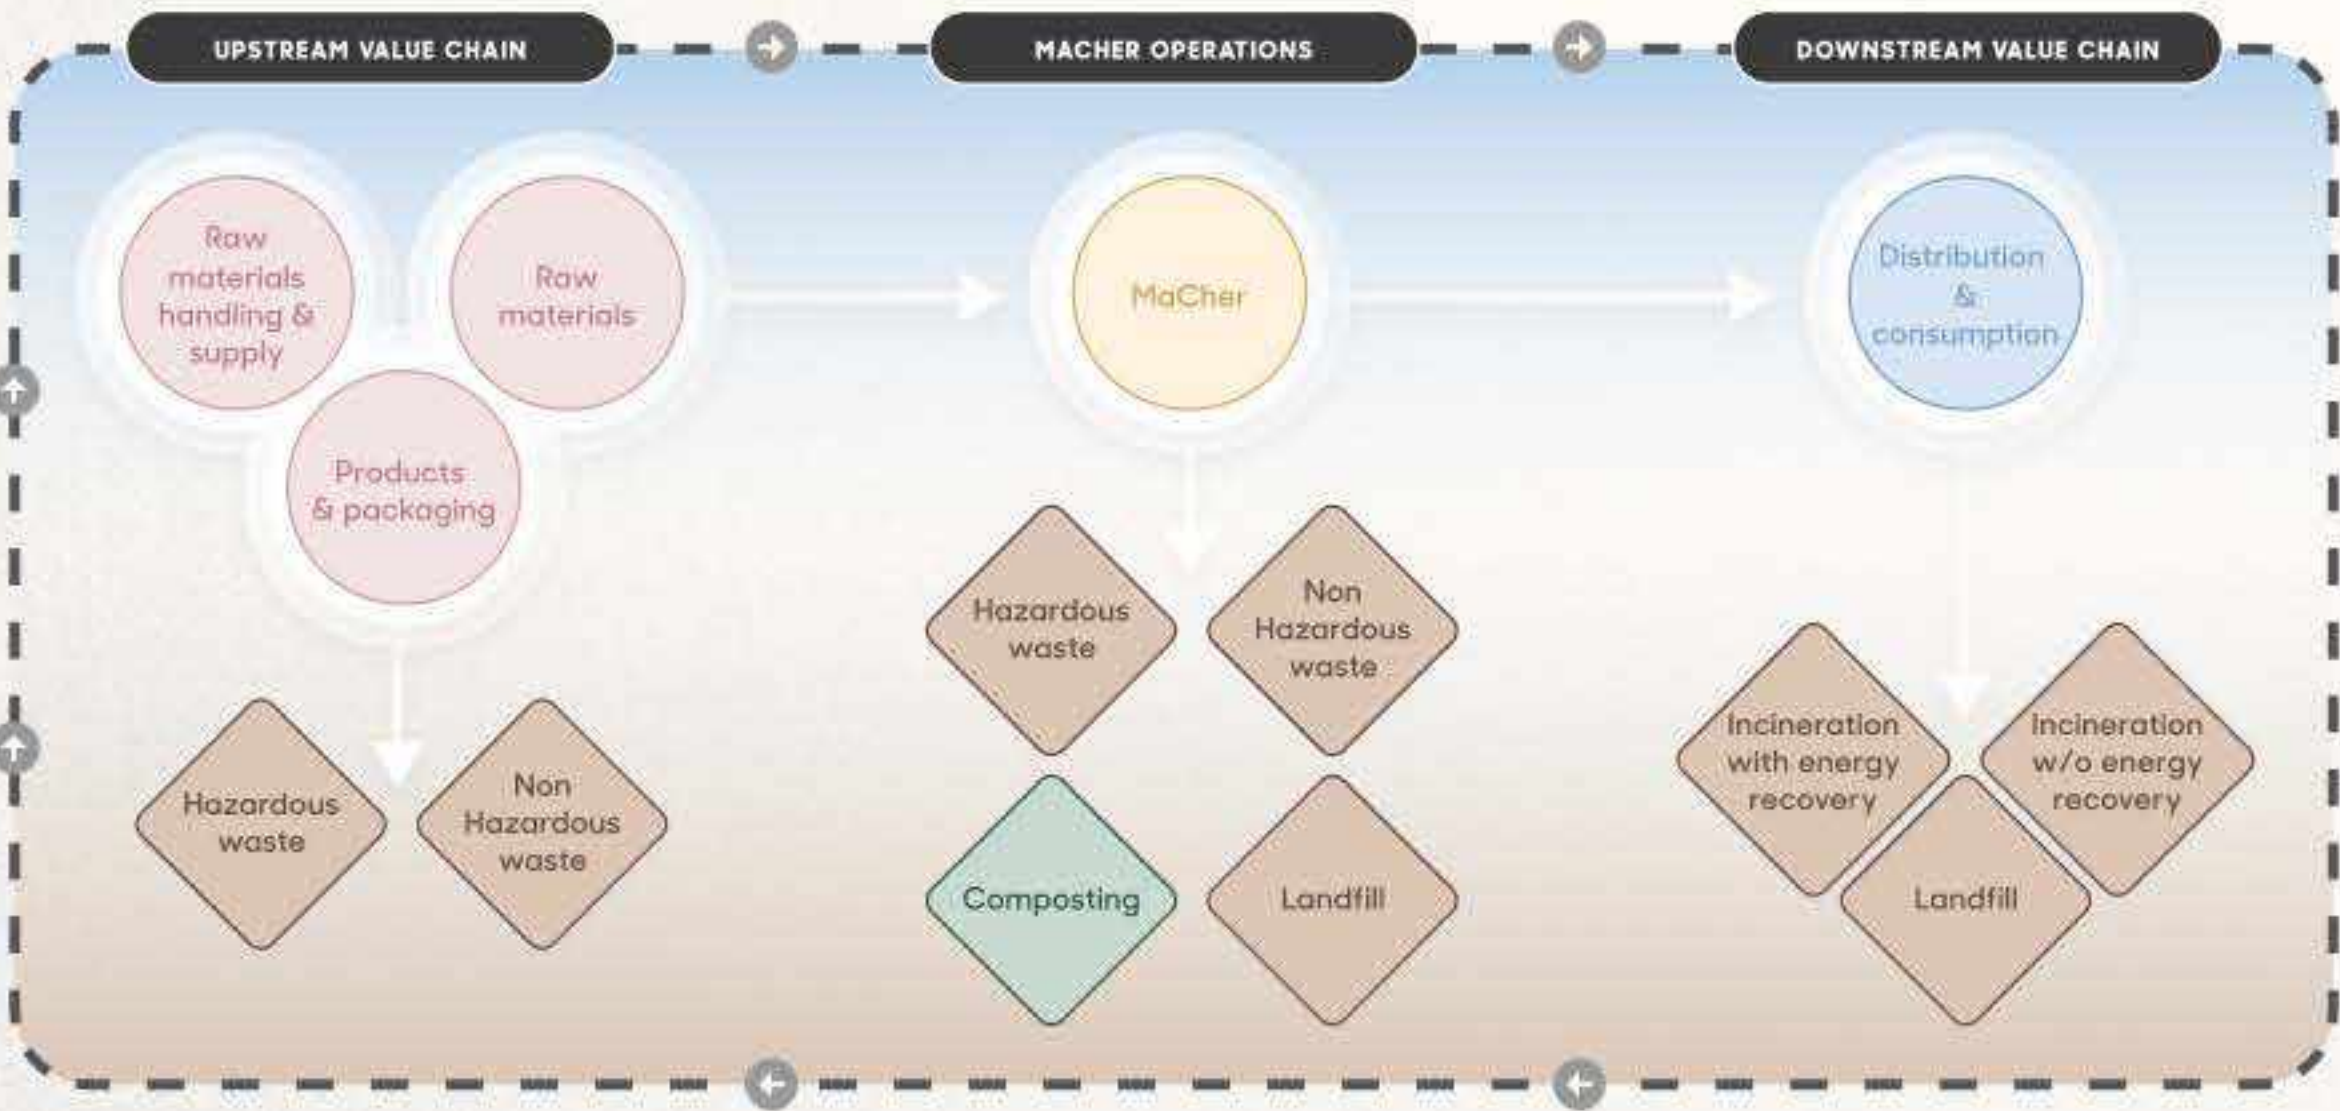 UPSTREAM VALUE CHAIN
MACHER OPERATIONS
DOWNSTREAM VALUE CHAIN
Raw
materials
handling &
supply
Raw
materials
Products
& packaging
MaCher
Distribution
&
consumption
Hazardous
waste
Non
Hazardous
waste
Hazardous
waste
Non
Hazardous
waste
Composting
Landfill
Incineration
with energy
recovery
Incineration
w/o energy
recovery
Landfill